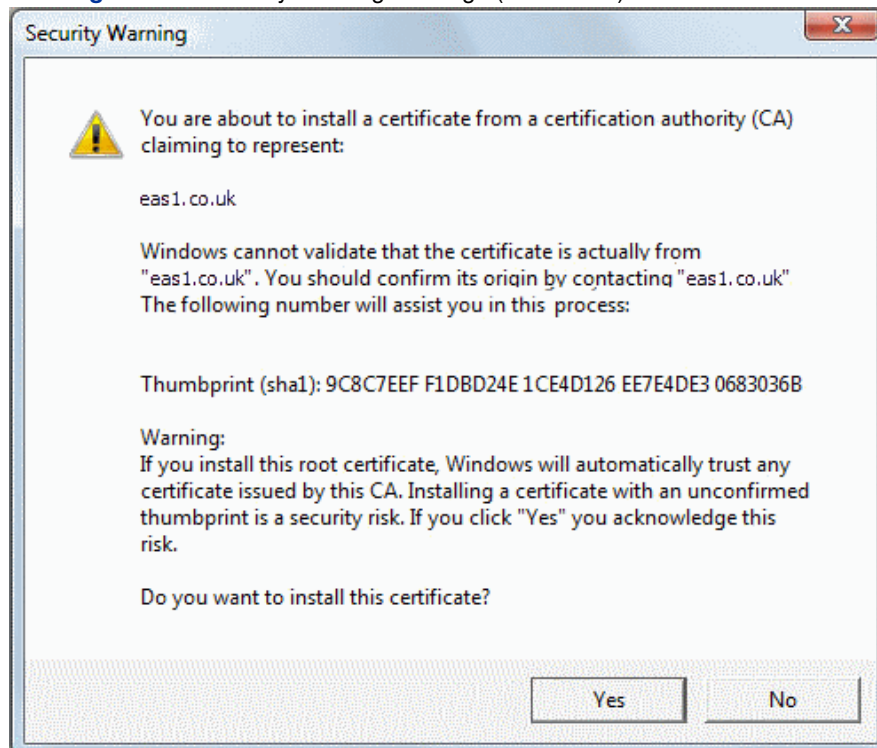 Security Warning
You are about to install a certificate from a certification authority (CA)
claiming to represent:
eas1.co.uk
Windows cannot validate that the certificate is actually from
"eas1.co.uk". You should confirm its origin by contacting "eas1.co.uk"
The following number will assist you in this process:
Thumbprint (sha1): 9C8C7EEF F1DBD24E 1CE4D126 EE7E4DE3 0683036B
Warning:
If you install this root certificate, Windows will automatically trust any
certificate issued by this CA. Installing a certificate with an unconfirmed
thumbprint is a security risk. If you click "Yes" you acknowledge this
risk.
Do you want to install this certificate?
Yes No